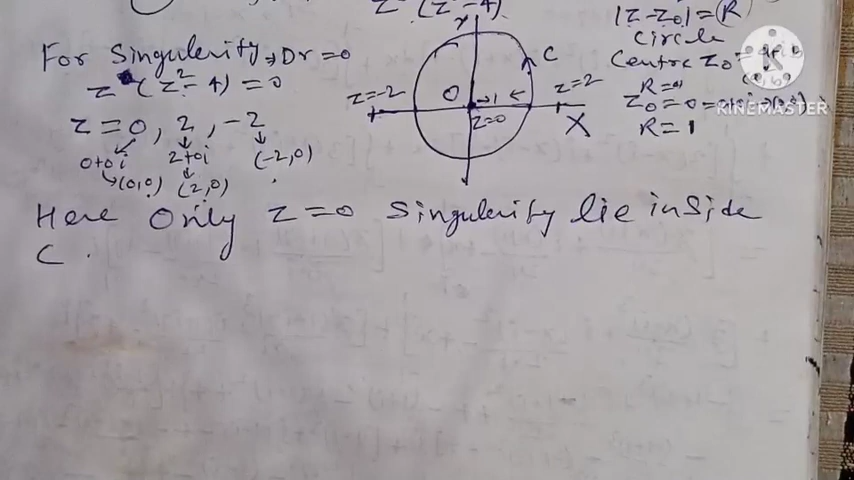 (z²-4)
|z-z₀|=R
Circle
Centre z₀=
For Singularity, Dr=0
z (z²-4)=0
z=0, 2, -2
0+0i 2+0i (-2,0)
→(0,0) (2,0)
Y
C
z=-2
0
1
z=2
z=0
X
R=
z₀=0=
R=1
KINEMASTER
Here Only z=0 Singularity lie inside
C.